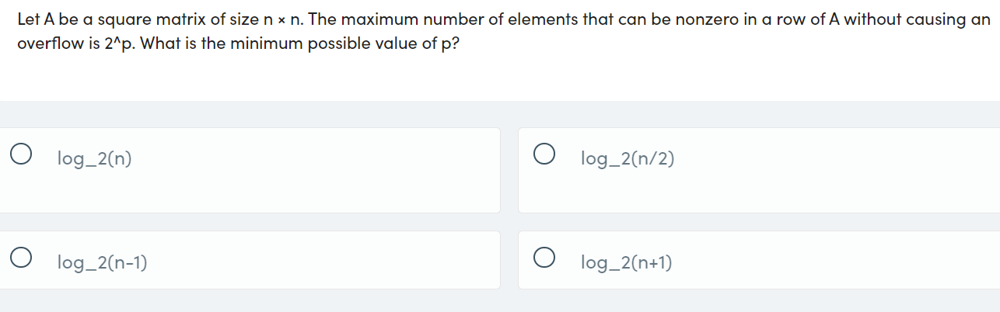 Let A be a square matrix of size n × n. The maximum number of elements that can be nonzero in a row of A without causing an
overflow is 2^p. What is the minimum possible value of p?
log_2(n)
log_2(n/2)
log_2(n-1)
log_2(n+1)